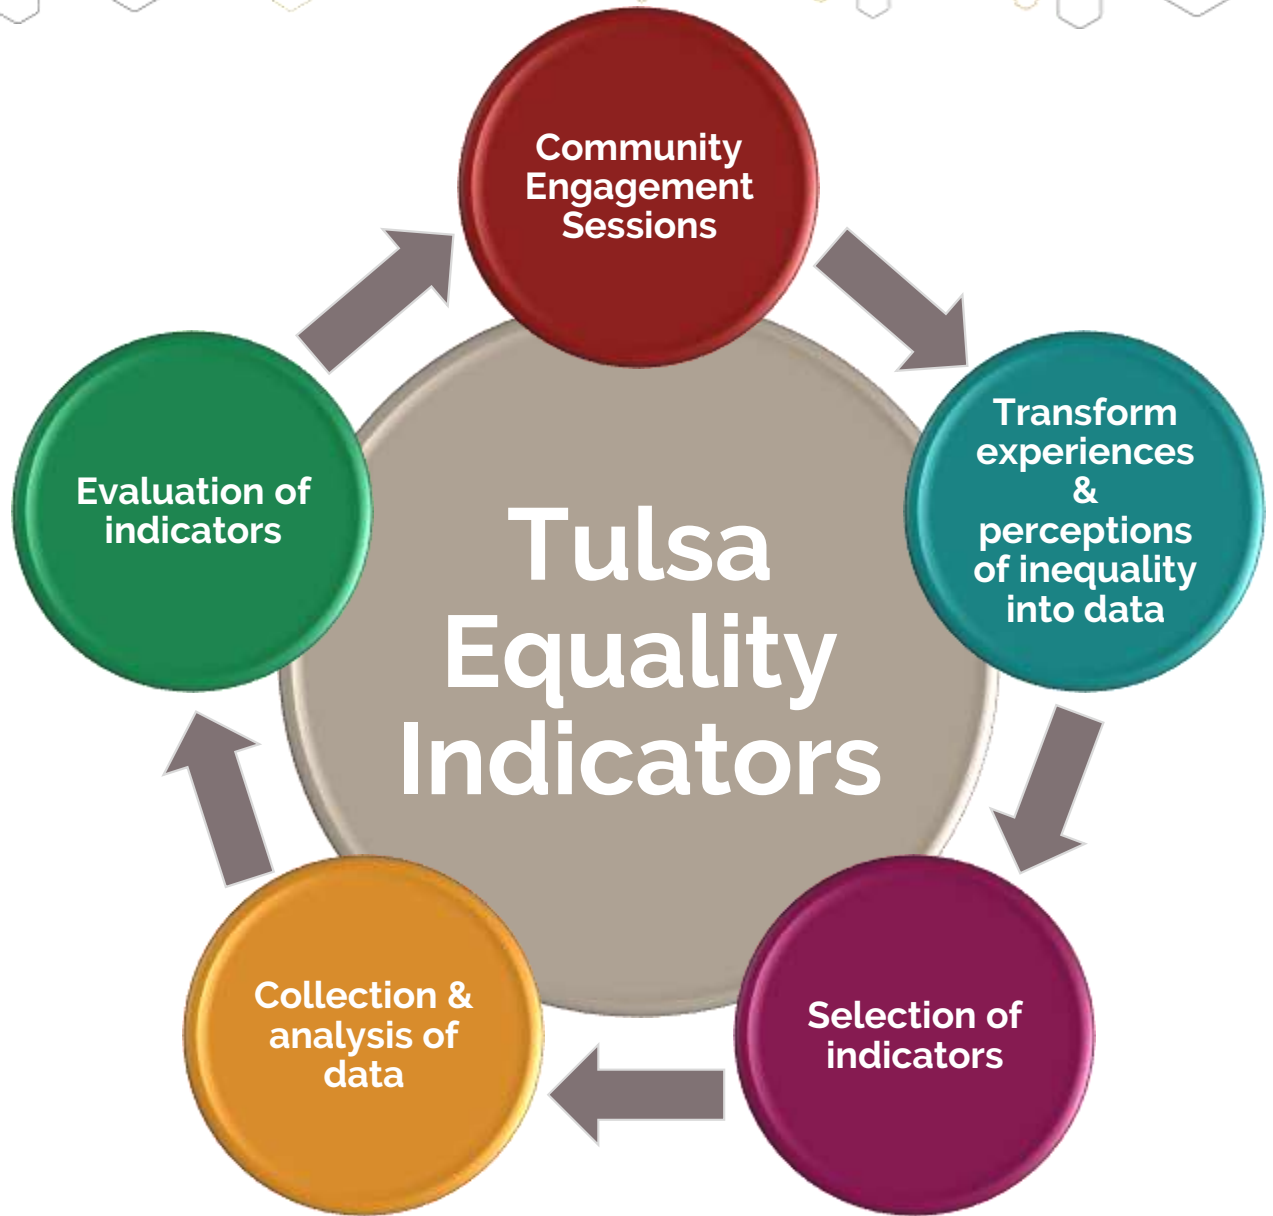 Community
Engagement
Sessions
Transform
experiences
&
perceptions
of inequality
into data
Selection of
indicators
Collection &
analysis of
data
Evaluation of
indicators
Tulsa
Equality
Indicators